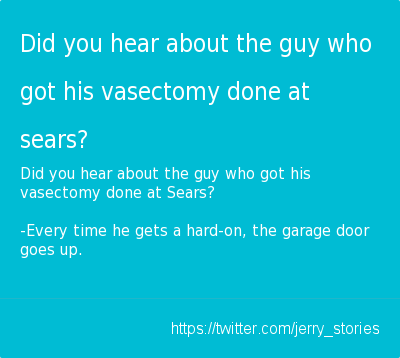 Did you hear about the guy who
got his vasectomy done at
sears?
Did you hear about the guy who got his
vasectomy done at Sears?
-Every time he gets a hard-on, the garage door
goes up.
https://twitter.com/jerry_stories